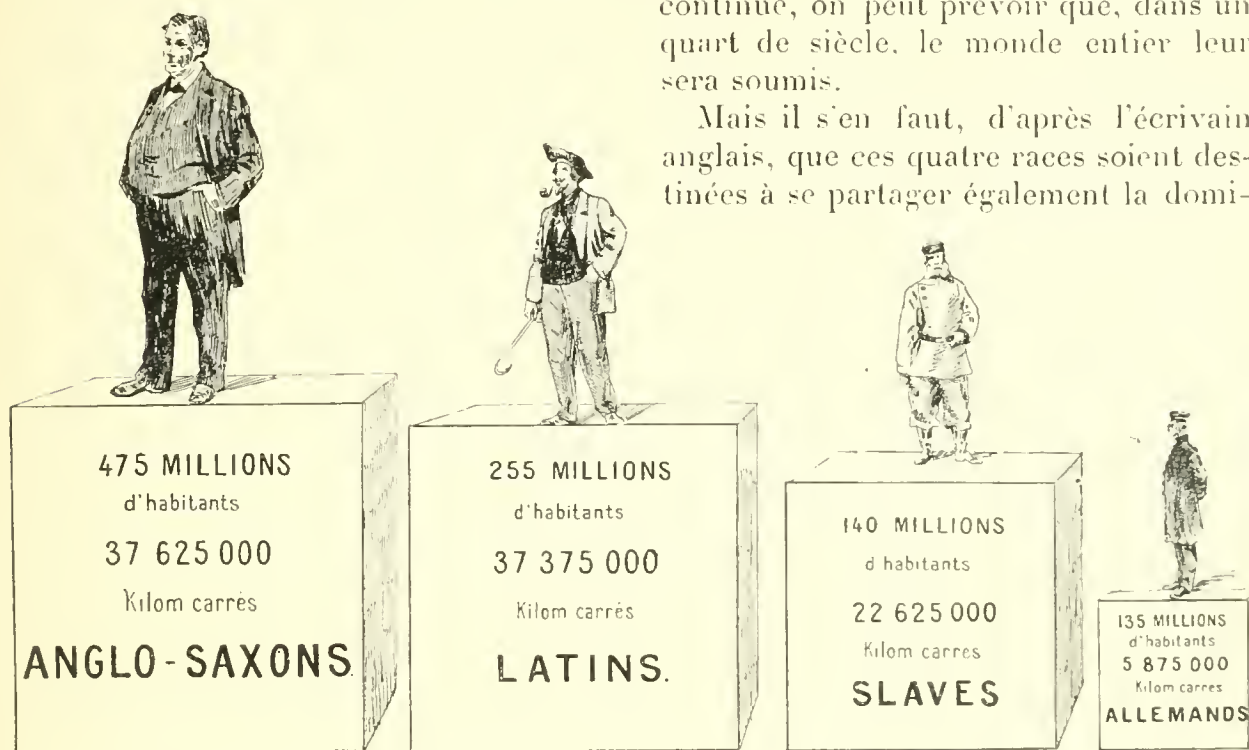 continue, on peut prévoir que, dans un
quart de siècle, le monde entier leur
sera soumis.
Mais il s'en faut, d'après l'écrivain
anglais, que ces quatre races soient des-
tinées à se partager également la domi-
475 MILLIONS
d'habitants
37 625 000
Kilom carrés
ANGLO-SAXONS.
255 MILLIONS
d'habitants
37 375 000
Kilom carrés
LATINS.
140 MILLIONS
d habitants
22 625 000
Kilom carres
SLAVES
135 MILLIONS
d'habitants
5 875 000
Kilom carres
ALLEMANDS